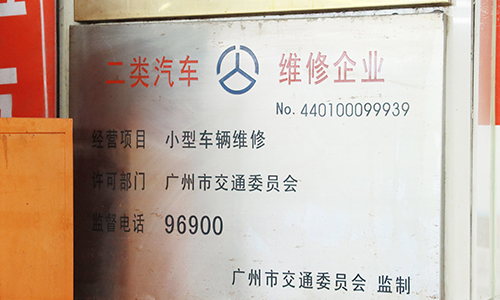 二类汽车 维修企业
No. 440100099939
经营项目 小型车辆维修
许可部门 广州市交通委员会
监督电话 96900
广州市交通委员会 监制